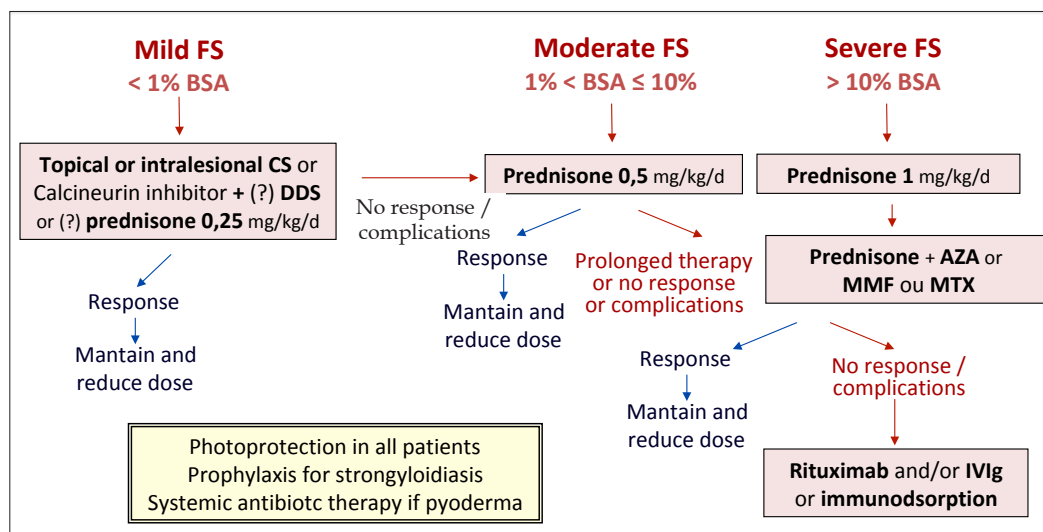 Mild FS
< 1% BSA
Topical or intralesional CS or
Calcineurin inhibitor + (?) DDS
or (?) prednisone 0,25 mg/kg/d
Response
Mantain and
reduce dose
No response /
complications
Moderate FS
1% < BSA ≤ 10%
Prednisone 0,5 mg/kg/d
Response
Mantain and
reduce dose
Prolonged therapy
or no response
or complications
Severe FS
> 10% BSA
Prednisone 1 mg/kg/d
Prednisone + AZA or
MMF ou MTX
Response
Mantain and
reduce dose
No response /
complications
Rituximab and/or IVIg
or immunodsorption
Photoprotection in all patients
Prophylaxis for strongyloidiasis
Systemic antibiotc therapy if pyoderma